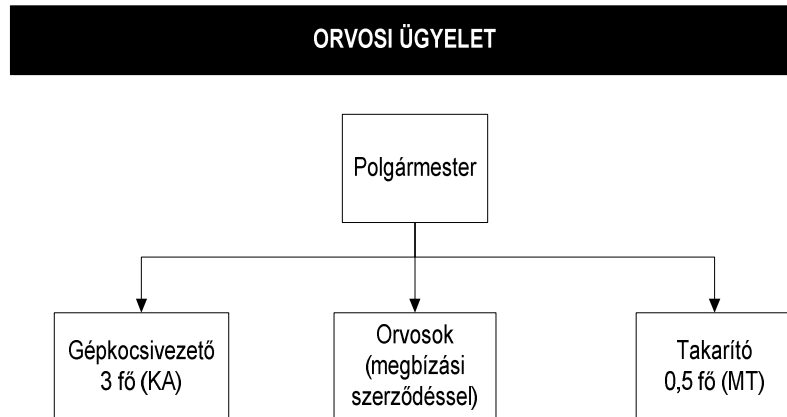 ORVOSI ÜGYELET
Polgármester
Gépkocsivezető
3 fő (KA)
Orvosok
(megbízási
szerződéssel)
Takarító
0,5 fő (MT)